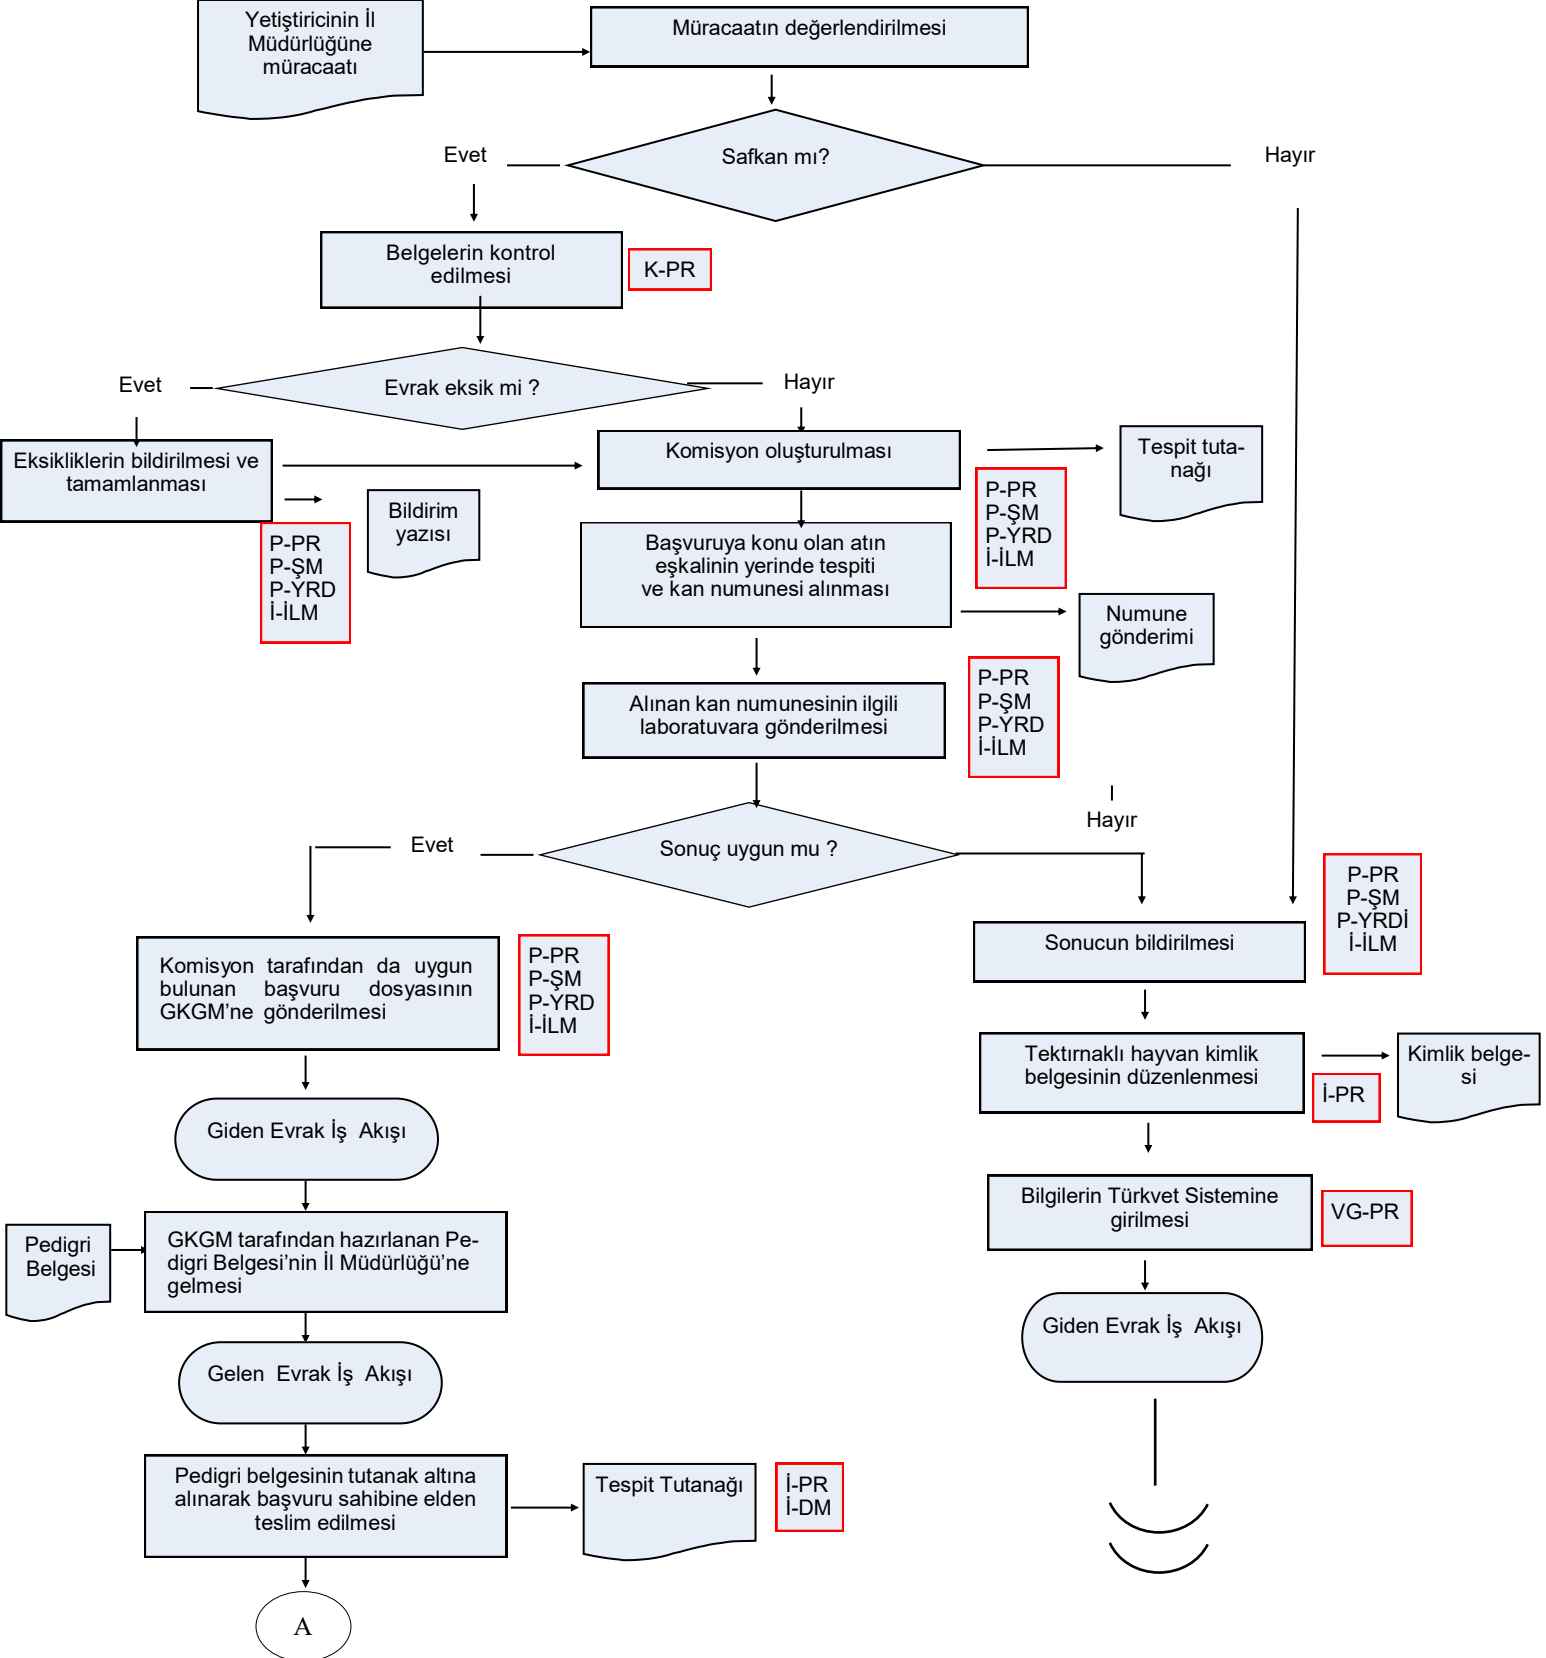 Yetiştiricinin İl
Müdürlüğüne
müracaatı
Müracaatın değerlendirilmesi
Safkan mı?
Evet
Hayır
Belgelerin kontrol
edilmesi
K-PR
Evrak eksik mi ?
Evet
Hayır
Eksikliklerin bildirilmesi ve
tamamlanması
Bildirim
yazısı
P-PR
P-ŞM
P-YRD
İ-İLM
Komisyon oluşturulması
P-PR
P-ŞM
P-YRD
İ-İLM
Tespit tuta-
nağı
Başvuruya konu olan atın
eşkalinin yerinde tespiti
ve kan numunesi alınması
Numune
gönderimi
Alınan kan numunesinin ilgili
laboratuvara gönderilmesi
P-PR
P-ŞM
P-YRD
İ-İLM
Sonuç uygun mu ?
Evet
Hayır
Komisyon tarafından da uygun
bulunan başvuru dosyasının
GKGM’ne gönderilmesi
P-PR
P-ŞM
P-YRD
İ-İLM
Sonucun bildirilmesi
P-PR
P-ŞM
P-YRDİ
İ-İLM
Tektırnaklı hayvan kimlik
belgesinin düzenlenmesi
İ-PR
Kimlik belge-
si
Giden Evrak İş Akışı
Bilgilerin Türkvet Sistemine
girilmesi
VG-PR
Pedigri
Belgesi
GKGM tarafından hazırlanan Pe-
digri Belgesi’nin İl Müdürlüğü’ne
gelmesi
Giden Evrak İş Akışı
Gelen Evrak İş Akışı
Pedigri belgesinin tutanak altına
alınarak başvuru sahibine elden
teslim edilmesi
Tespit Tutanağı
İ-PR
İ-DM
A